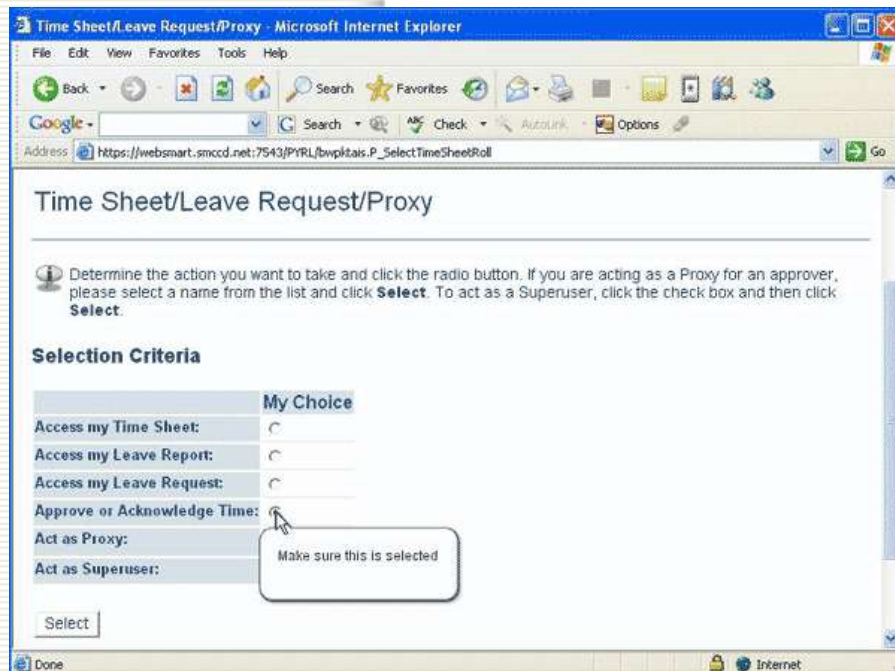 Time Sheet/Leave Request/Proxy - Microsoft Internet Explorer
File Edit View Favorites Tools Help
Back Search Favorites
Google Search Check AutoLink Options
Address https://websmart.smccd.net:7543/PYRL/bwpktais.P_SelectTimeSheetRoll Go
Time Sheet/Leave Request/Proxy
Determine the action you want to take and click the radio button. If you are acting as a Proxy for an approver,
please select a name from the list and click Select. To act as a Superuser, click the check box and then click
Select.
Selection Criteria
My Choice
Access my Time Sheet:
Access my Leave Report:
Access my Leave Request:
Approve or Acknowledge Time:
Act as Proxy:
Make sure this is selected
Act as Superuser:
Select
Done Internet